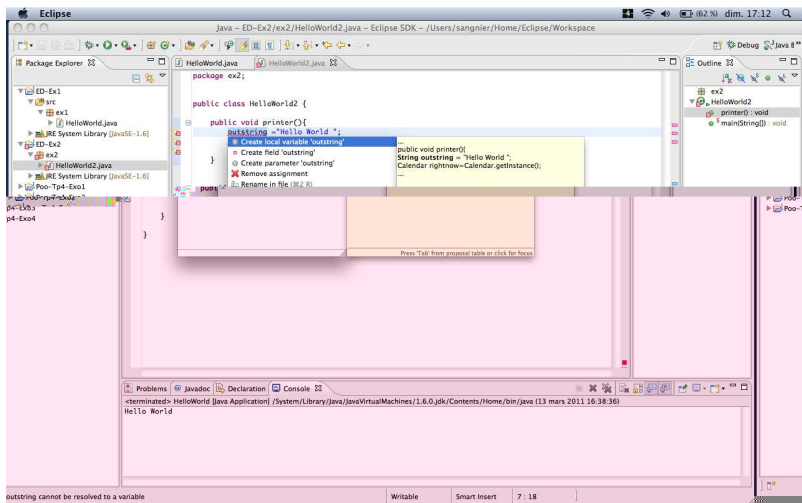 Eclipse (62 %) dim. 17:12
Java – ED-Ex2/ex2/HelloWorld2.java – Eclipse SDK – /Users/sangnier/Home/Eclipse/Workspace
Debug Java
Package Explorer
HelloWorld.java HelloWorld2.java
Outline
ED-Ex1
src
ex1
HelloWorld.java
JRE System Library [JavaSE-1.6]
ED-Ex2
ex2
HelloWorld2.java
JRE System Library [JavaSE-1.6]
Poo-Tp4-Exo1
p4-Exo4
package ex2;
public class HelloWorld2 {
public void printer(){
outstring ="Hello World ";
}
Create local variable 'outstring'
Create field 'outstring'
Create parameter 'outstring'
Remove assignment
Rename in file (⌘2 R)
...
public void printer(){
String outstring = "Hello World ";
Calendar rightnow=Calendar.getInstance();
...
}
}
Press 'Tab' from proposal table or click for focus
ex2
HelloWorld2
printer() : void
main(String[]) : void
Problems Javadoc Declaration Console
<terminated> HelloWorld [Java Application] /System/Library/Java/JavaVirtualMachines/1.6.0.jdk/Contents/Home/bin/java (13 mars 2011 16:38:36)
Hello World
outstring cannot be resolved to a variable Writable Smart Insert 7 : 18